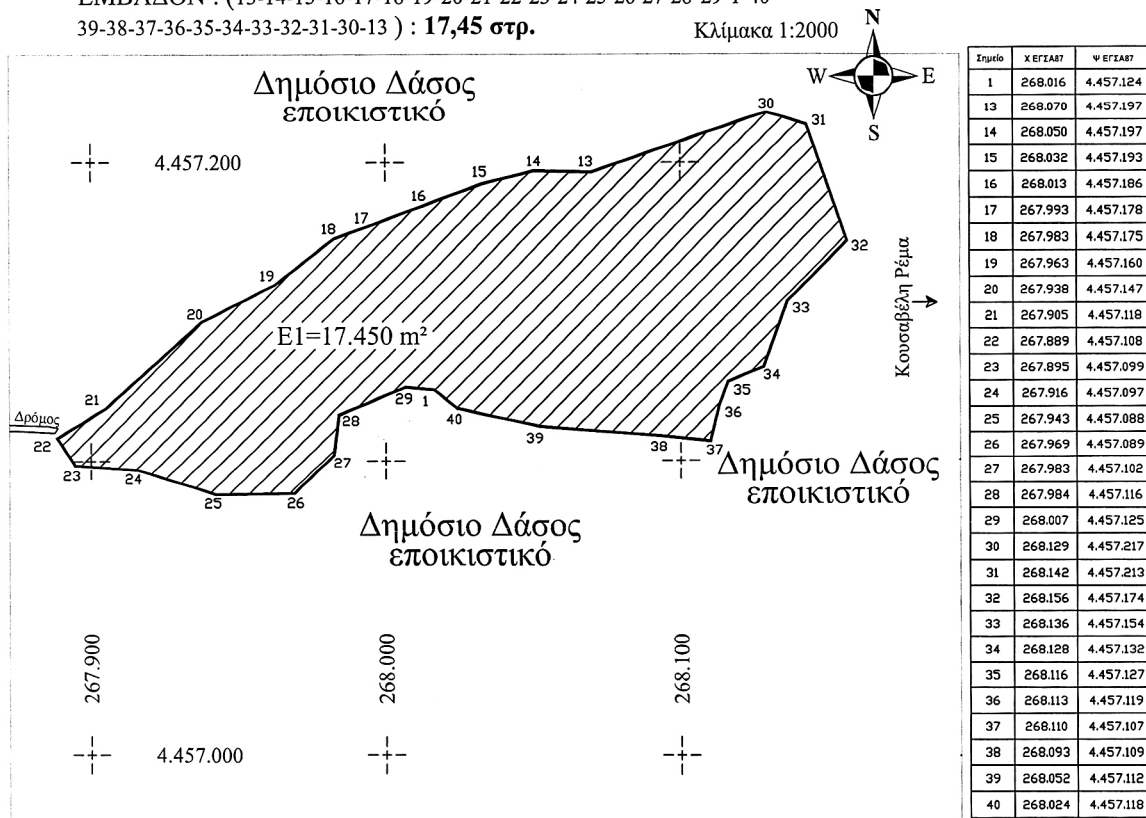 ΕΜΒΑΔΟΝ : (13-14-15-16-17-18-19-20-21-22-23-24-25-26-27-28-29-1-40
39-38-37-36-35-34-33-32-31-30-13 ) : 17,45 στρ.
Κλίμακα 1:2000
N
W E
S
Δημόσιο Δάσος
εποικιστικό
4.457.200
30
31
15 14 13
16
17
18
19
20
32
33
Κουσαβέλη Ρέμα
E1=17.450 m²
34
35
36
29 1
28
40
39
38
37
21
Δρόμος
22
23
24
25
26
27
Δημόσιο Δάσος
εποικιστικό
Δημόσιο Δάσος
εποικιστικό
267.900
268.000
268.100
4.457.000
Σημείο Χ ΕΓΣΑ87 Ψ ΕΓΣΑ87
1 268.016 4.457.124
13 268.070 4.457.197
14 268.050 4.457.197
15 268.032 4.457.193
16 268.013 4.457.186
17 267.993 4.457.178
18 267.983 4.457.175
19 267.963 4.457.160
20 267.938 4.457.147
21 267.905 4.457.118
22 267.889 4.457.108
23 267.895 4.457.099
24 267.916 4.457.097
25 267.943 4.457.088
26 267.969 4.457.089
27 267.983 4.457.102
28 267.984 4.457.116
29 268.007 4.457.125
30 268.129 4.457.217
31 268.142 4.457.213
32 268.156 4.457.174
33 268.136 4.457.154
34 268.128 4.457.132
35 268.116 4.457.127
36 268.113 4.457.119
37 268.110 4.457.107
38 268.093 4.457.109
39 268.052 4.457.112
40 268.024 4.457.118